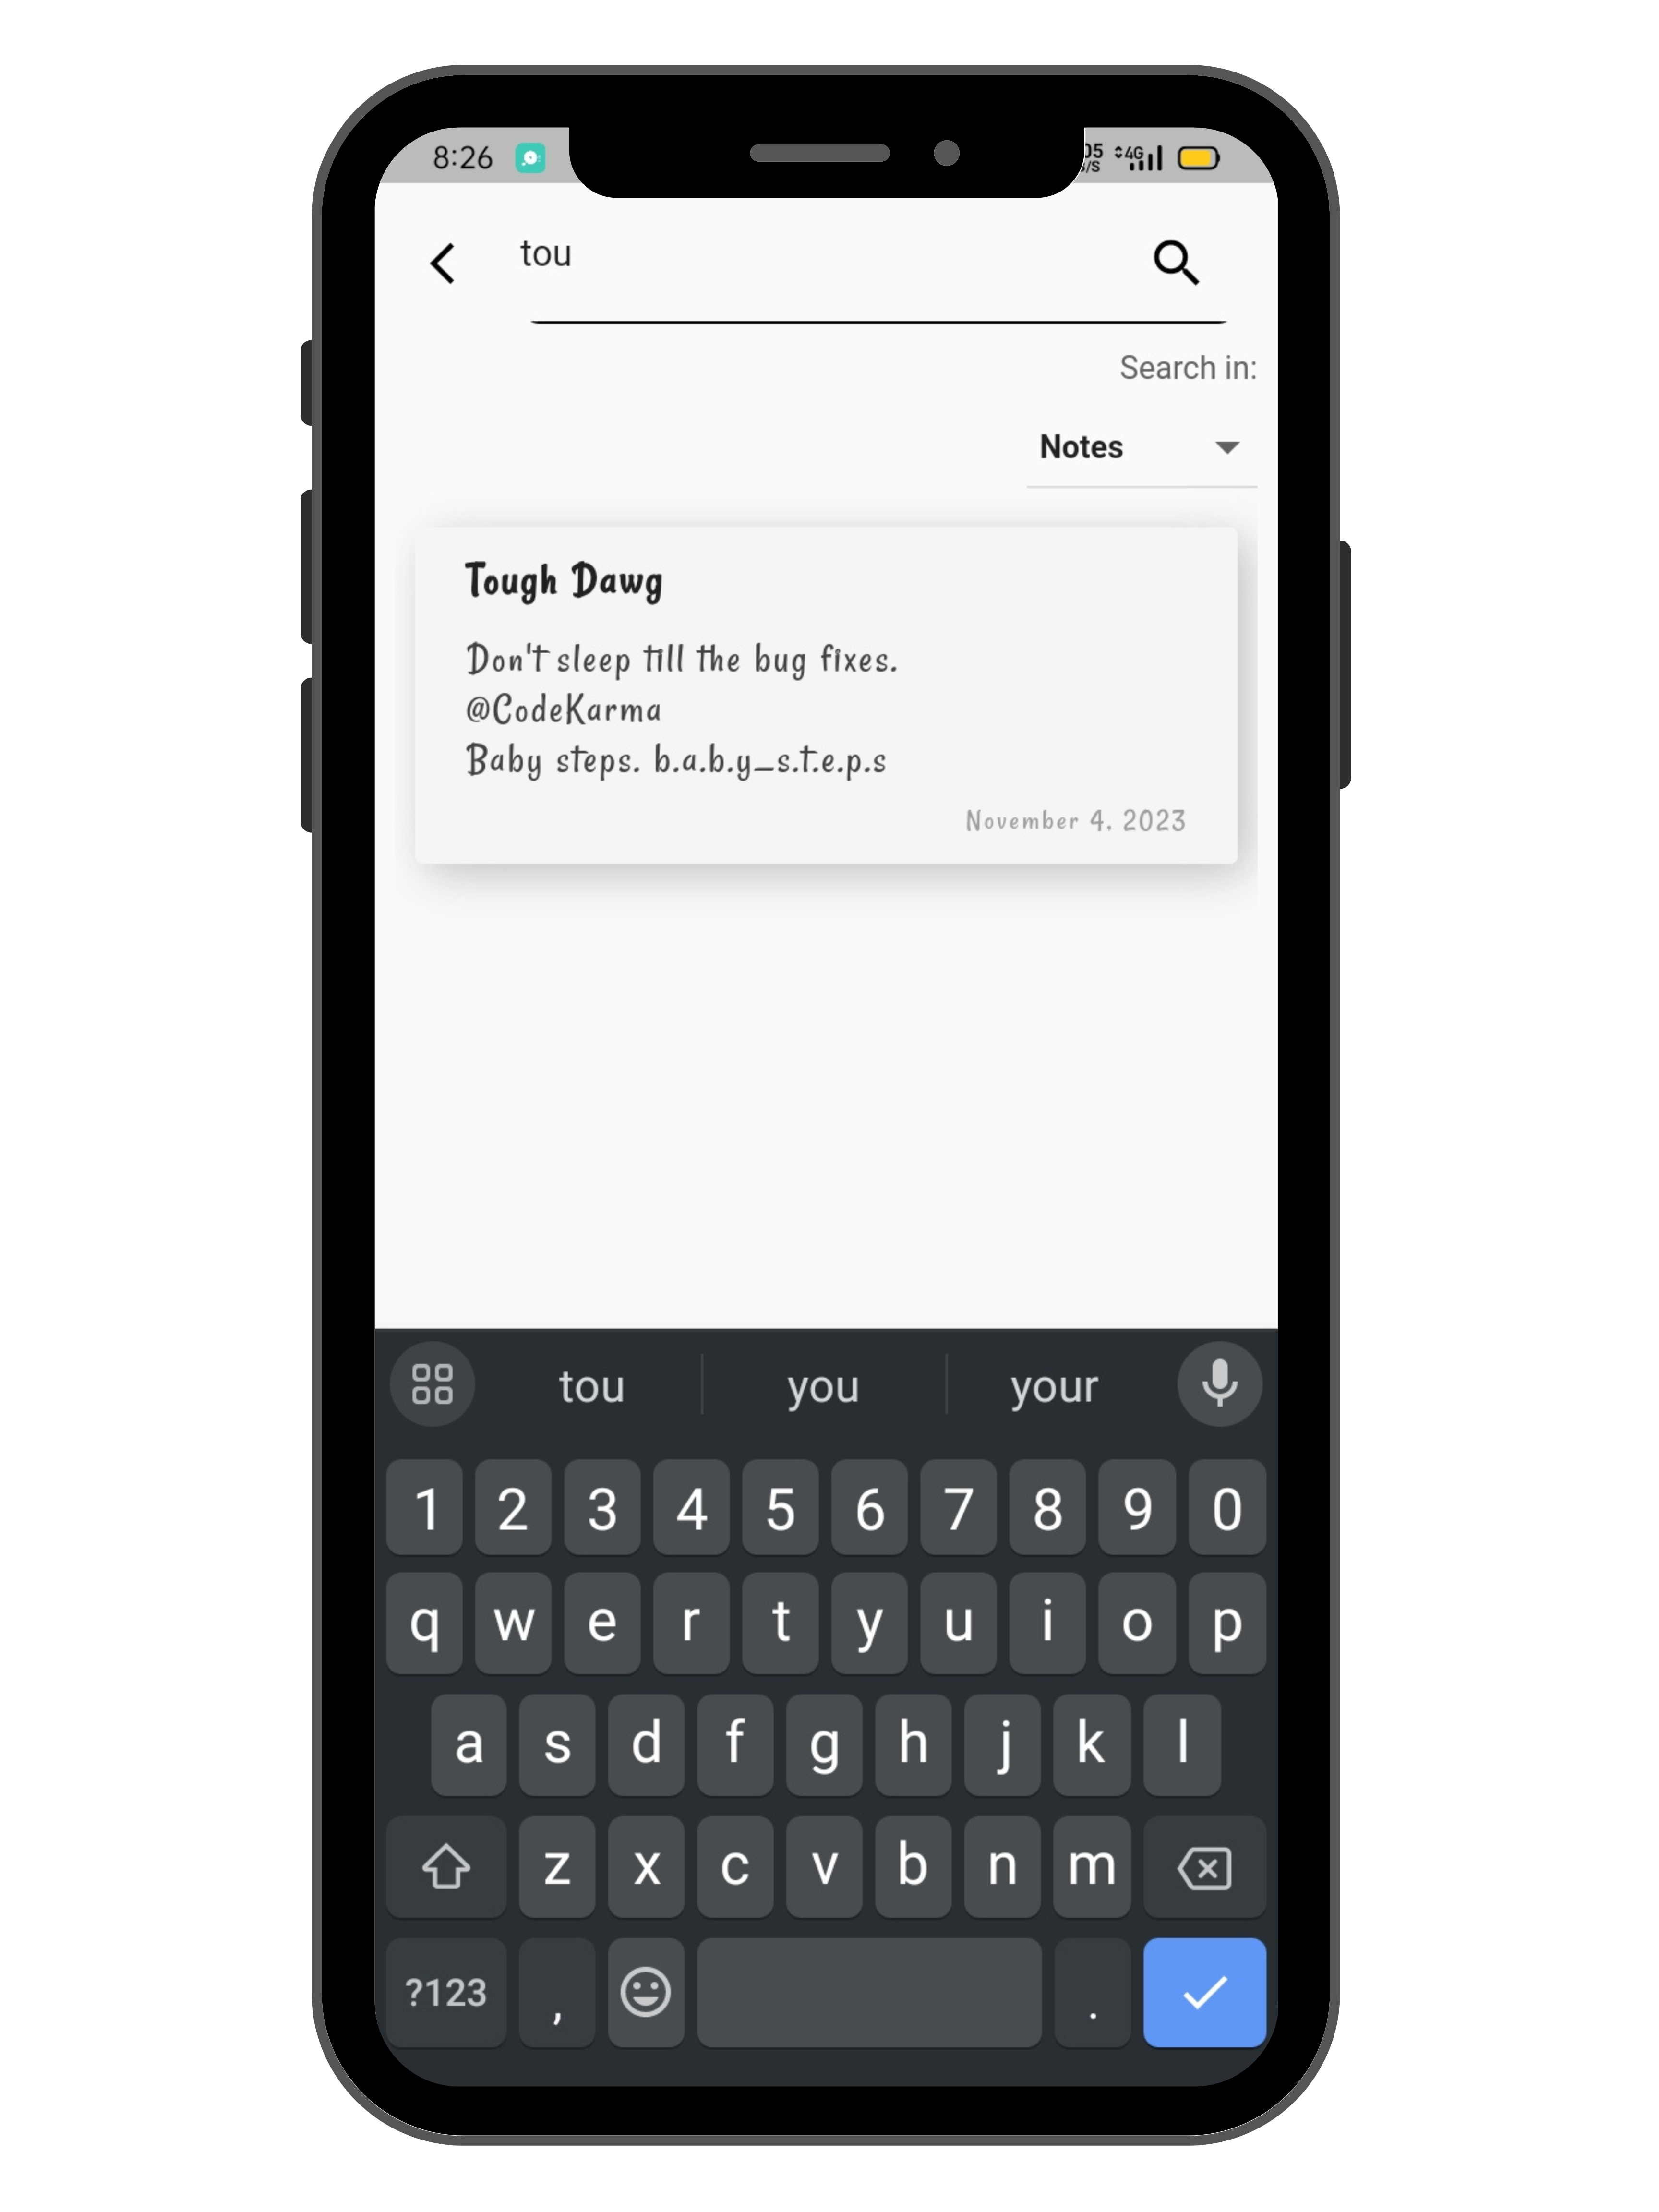 8:26
4G
tou
Search in:
Notes
Tough Dawg
Don't sleep till the bug fixes.
@CodeKarma
Baby steps. b.a.b.y_s.t.e.p.s
November 4, 2023
tou you your
1 2 3 4 5 6 7 8 9 0
q w e r t y u i o p
a s d f g h j k l
z x c v b n m
?123 , .